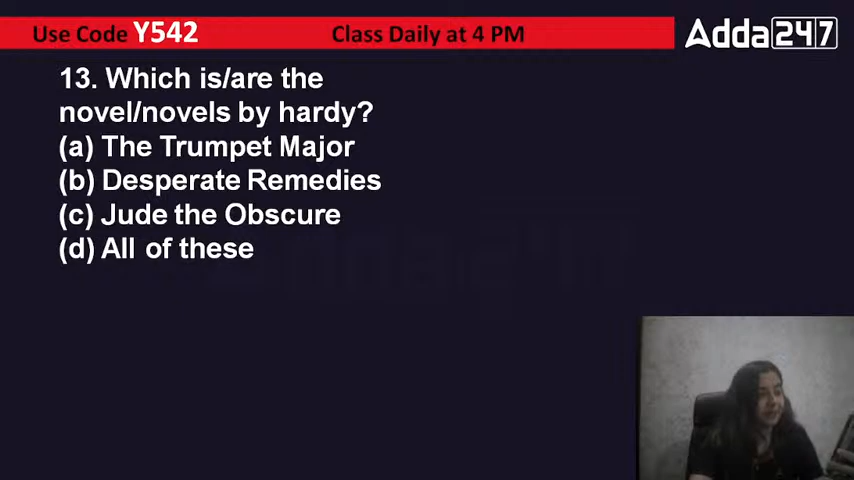 Use Code Y542 Class Daily at 4 PM Adda247
13. Which is/are the
novel/novels by hardy?
(a) The Trumpet Major
(b) Desperate Remedies
(c) Jude the Obscure
(d) All of these